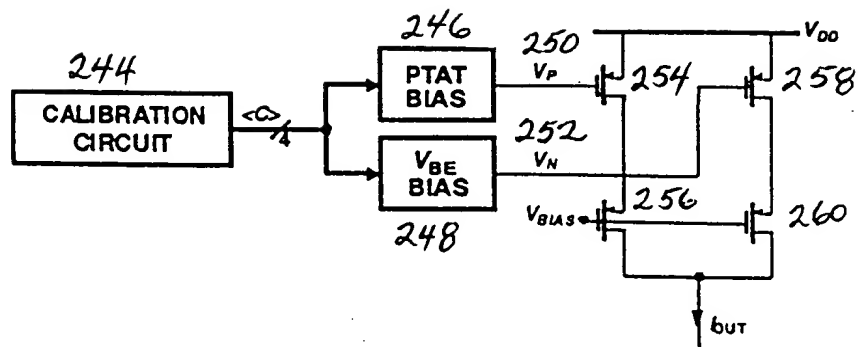 244
CALIBRATION
CIRCUIT
<C>
4
246
PTAT
BIAS
V_BE
BIAS
248
250
V_P
252
V_N
254
258
V_DD
256
V_BIAS
260
I_OUT